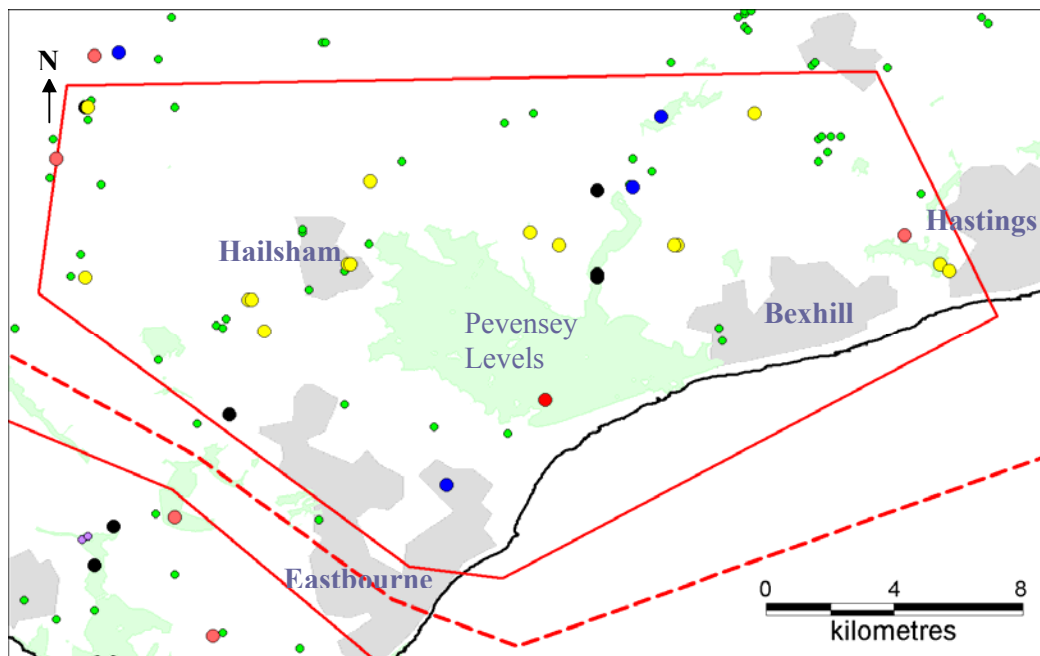 N
Hailsham
Hastings
Pevensey
Levels
Bexhill
Eastbourne
0 4 8
kilometres